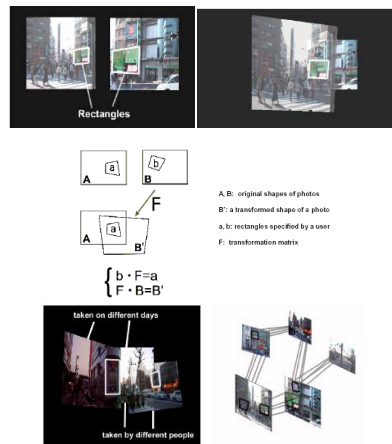 Rectangles
a
b
A
B
F
a
A
B'
b · F=a
F · B=B'
A, B: original shapes of photos
B': a transformed shape of a photo
a, b: rectangles specified by a user
F: transformation matrix
taken on different days
taken by different people